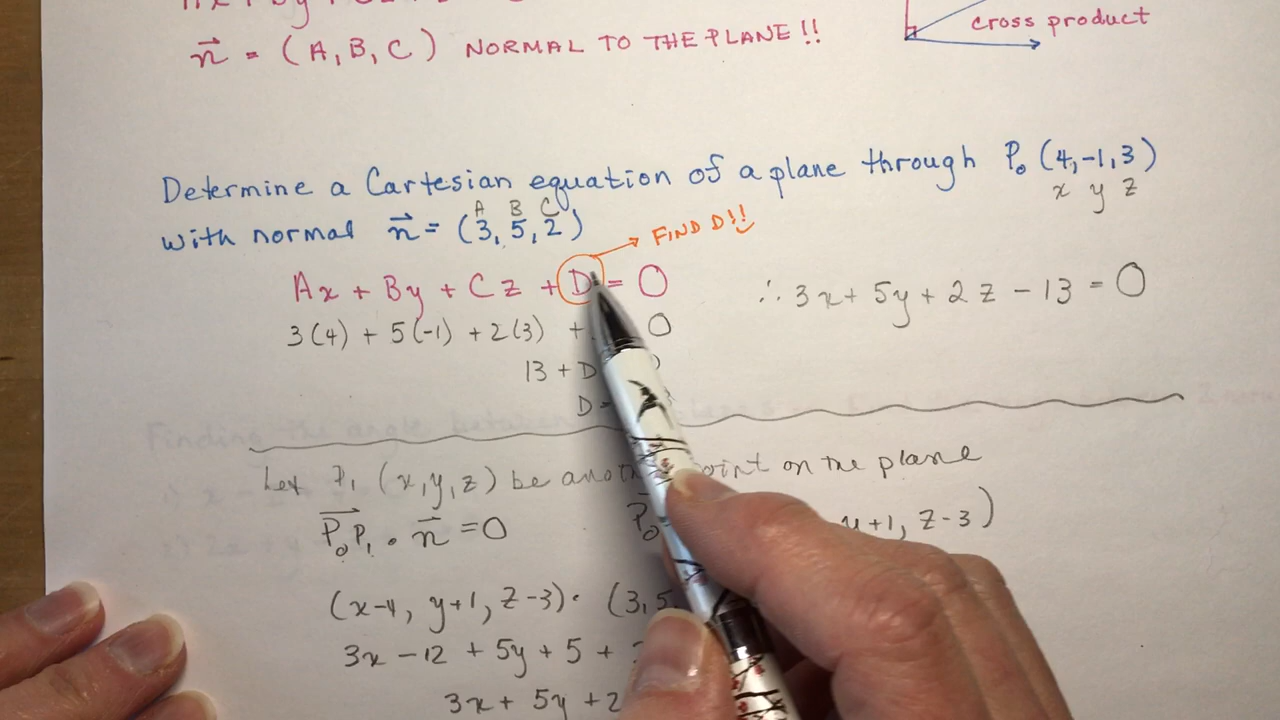 n⃗ = (A, B, C) NORMAL TO THE PLANE!!
cross product
Determine a Cartesian equation of a plane through P₀ (4,-1,3)
x y z
A B C
with normal n⃗ = (3, 5, 2)
FIND D!!
Ax + By + Cz + D = 0
∴ 3x + 5y + 2z - 13 = 0
3(4) + 5(-1) + 2(3) + 0
13 + D
D =
Let P₁ (x,y,z) be point on the plane
P₀P₁ • n⃗ = 0
P₀ y+1, z-3)
(x-4, y+1, z-3) • (3, 5
3x - 12 + 5y + 5 +
3x + 5y + 2